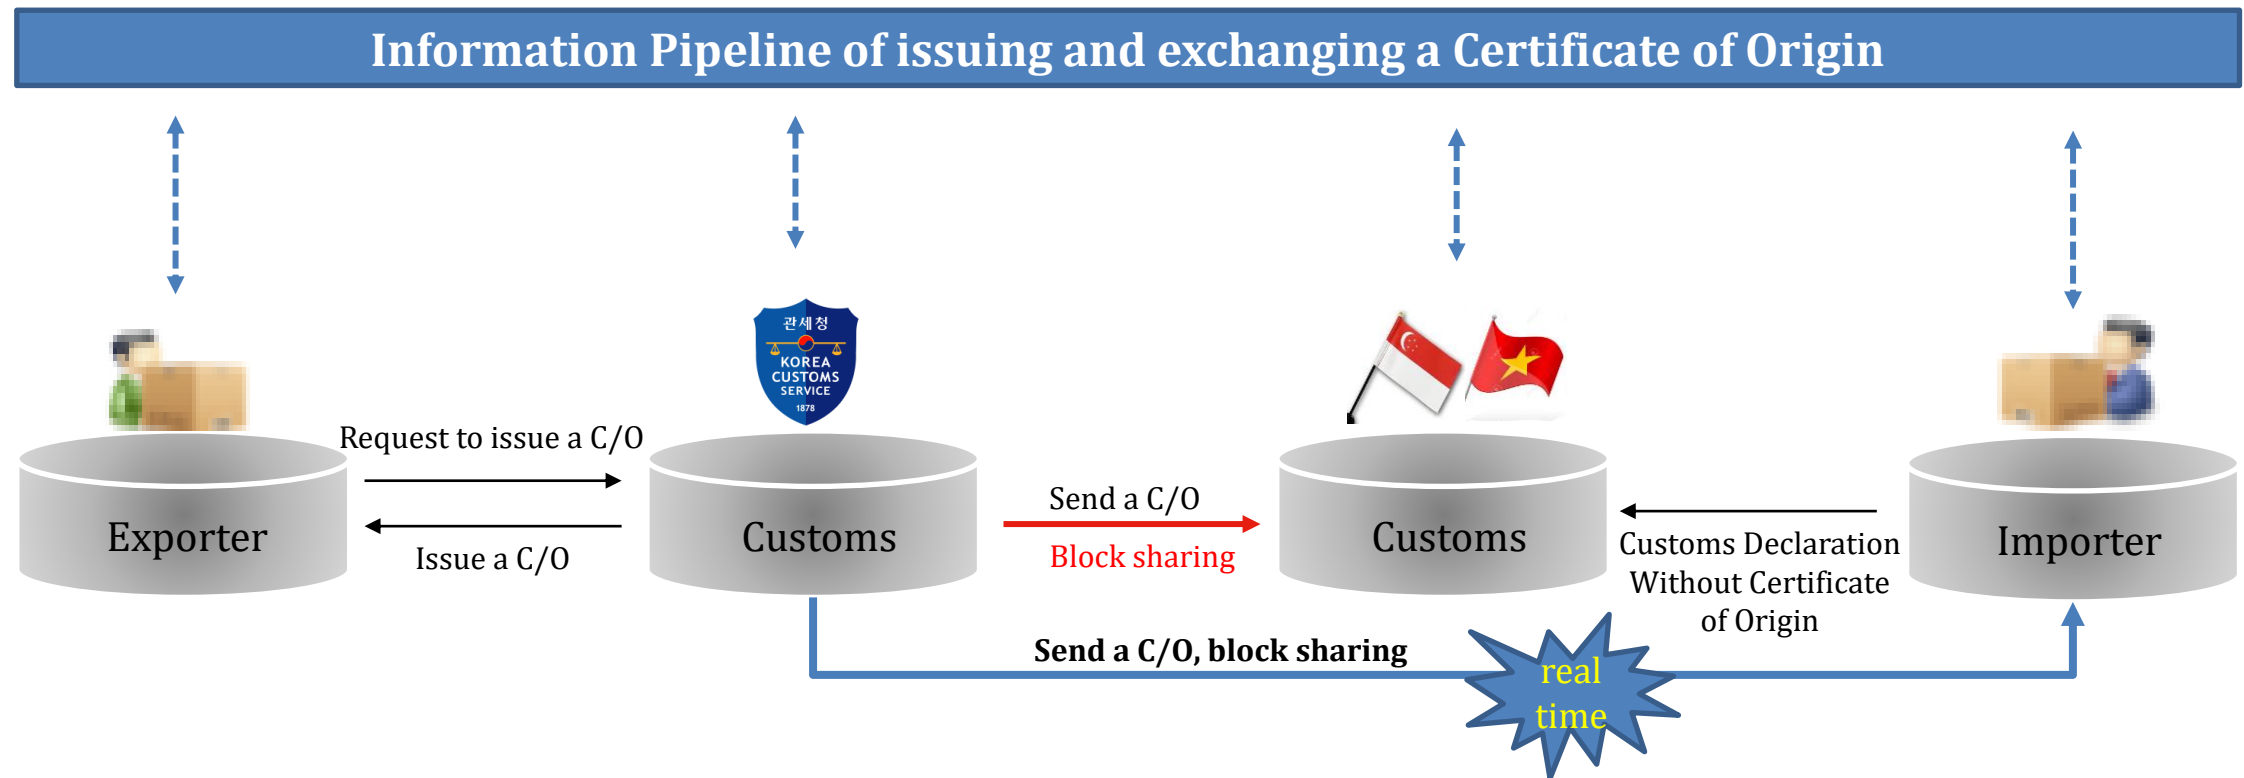 Information Pipeline of issuing and exchanging a Certificate of Origin
관세청
KOREA
CUSTOMS
SERVICE
1878
Request to issue a C/O
Issue a C/O
Exporter
Customs
Send a C/O
Block sharing
Customs
Customs Declaration
Without Certificate
of Origin
Importer
Send a C/O, block sharing
real
time